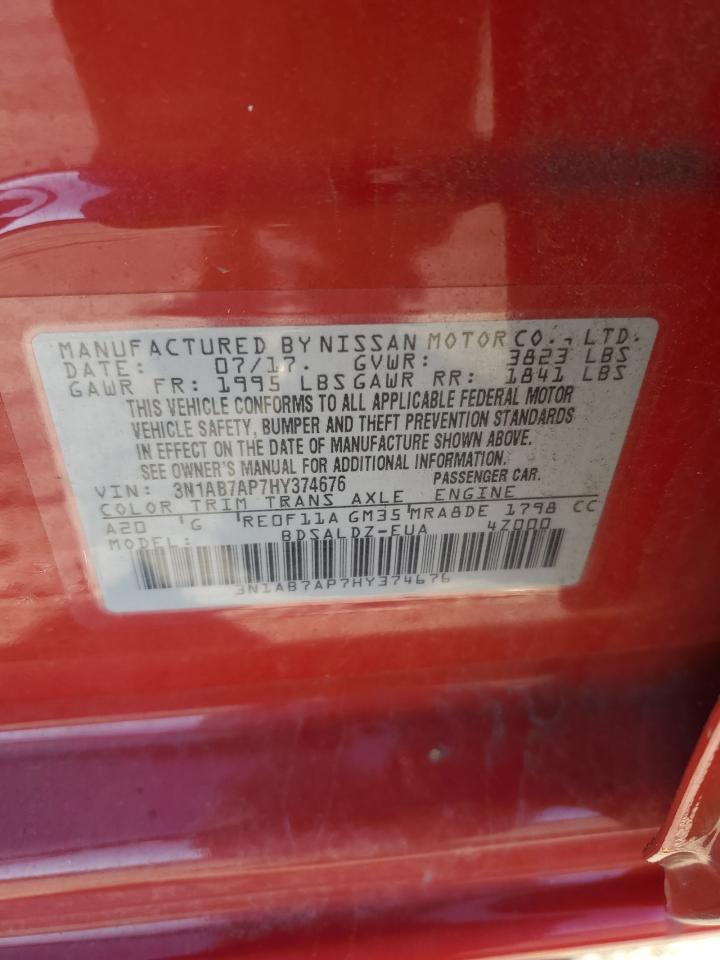 MANUFACTURED BY NISSAN MOTOR CO., LTD.
DATE: 07/17. GVWR: 3823 LBS
GAWR FR: 1995 LBS GAWR RR: 1841 LBS
THIS VEHICLE CONFORMS TO ALL APPLICABLE FEDERAL MOTOR
VEHICLE SAFETY, BUMPER AND THEFT PREVENTION STANDARDS
IN EFFECT ON THE DATE OF MANUFACTURE SHOWN ABOVE.
SEE OWNER'S MANUAL FOR ADDITIONAL INFORMATION.
VIN: 3N1AB7AP7HY374676 PASSENGER CAR.
COLOR TRIM TRANS AXLE ENGINE
A20 G RE0F11A GM35 MRA8DE 1798 CC
MODEL: BDSALDZ-EUA 4Z000
3N1AB7AP7HY374676